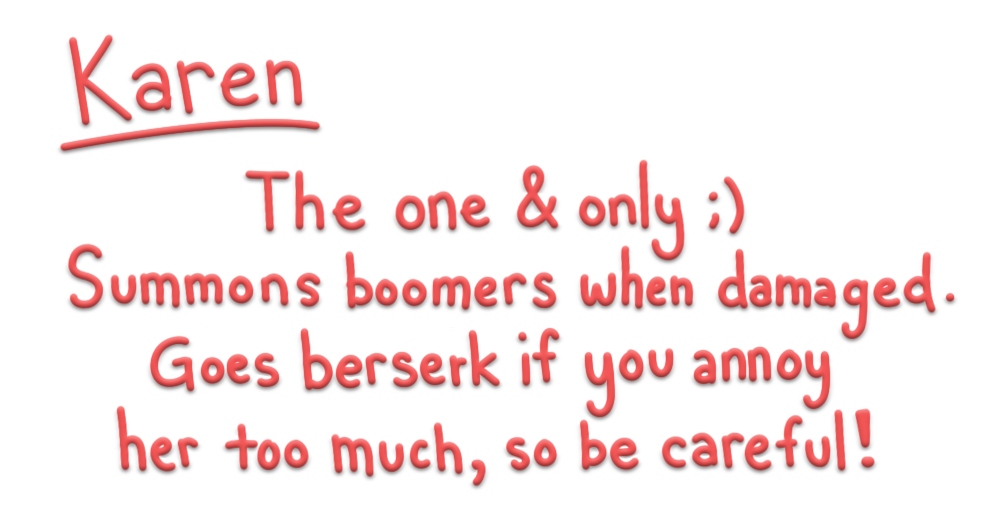 Karen
The one & only ;)
Summons boomers when damaged.
Goes berserk if you annoy
her too much, so be careful!